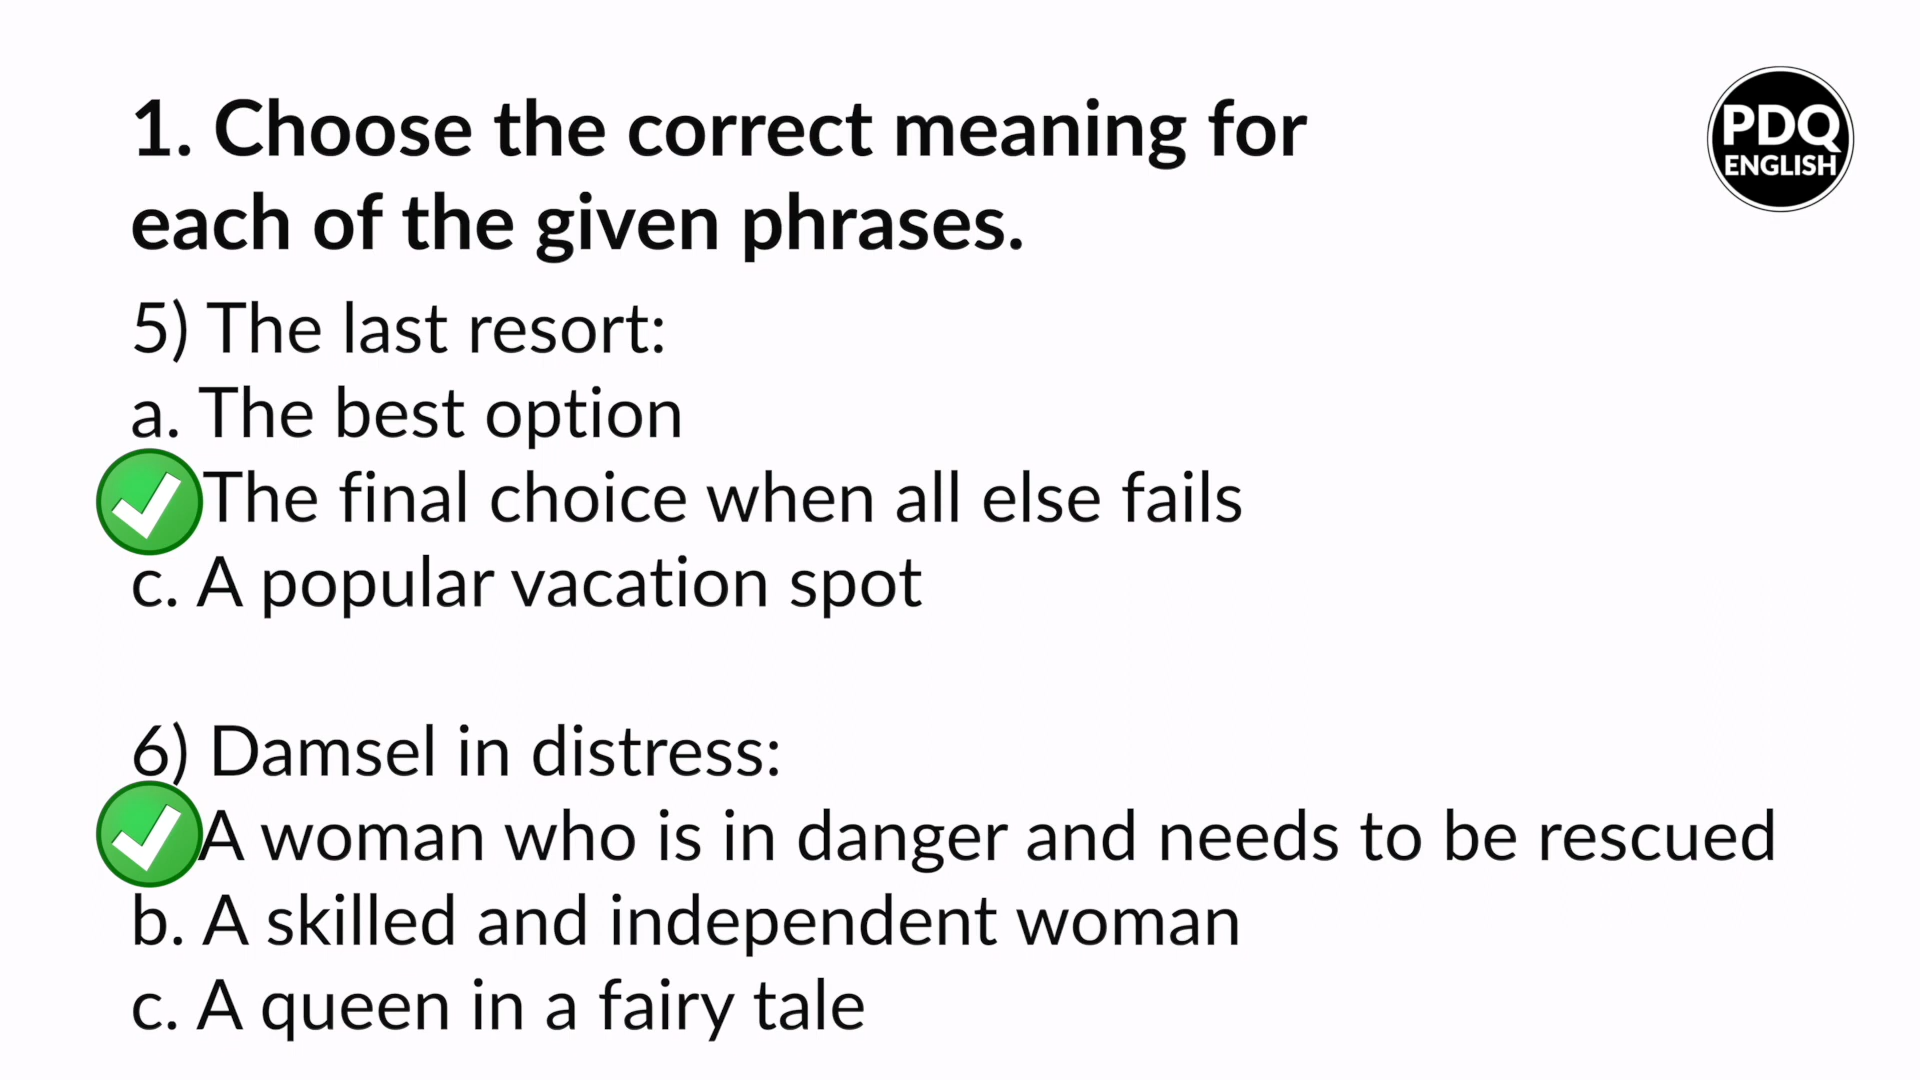 1. Choose the correct meaning for
each of the given phrases.
PDQ
ENGLISH
5) The last resort:
a. The best option
The final choice when all else fails
c. A popular vacation spot
6) Damsel in distress:
A woman who is in danger and needs to be rescued
b. A skilled and independent woman
c. A queen in a fairy tale